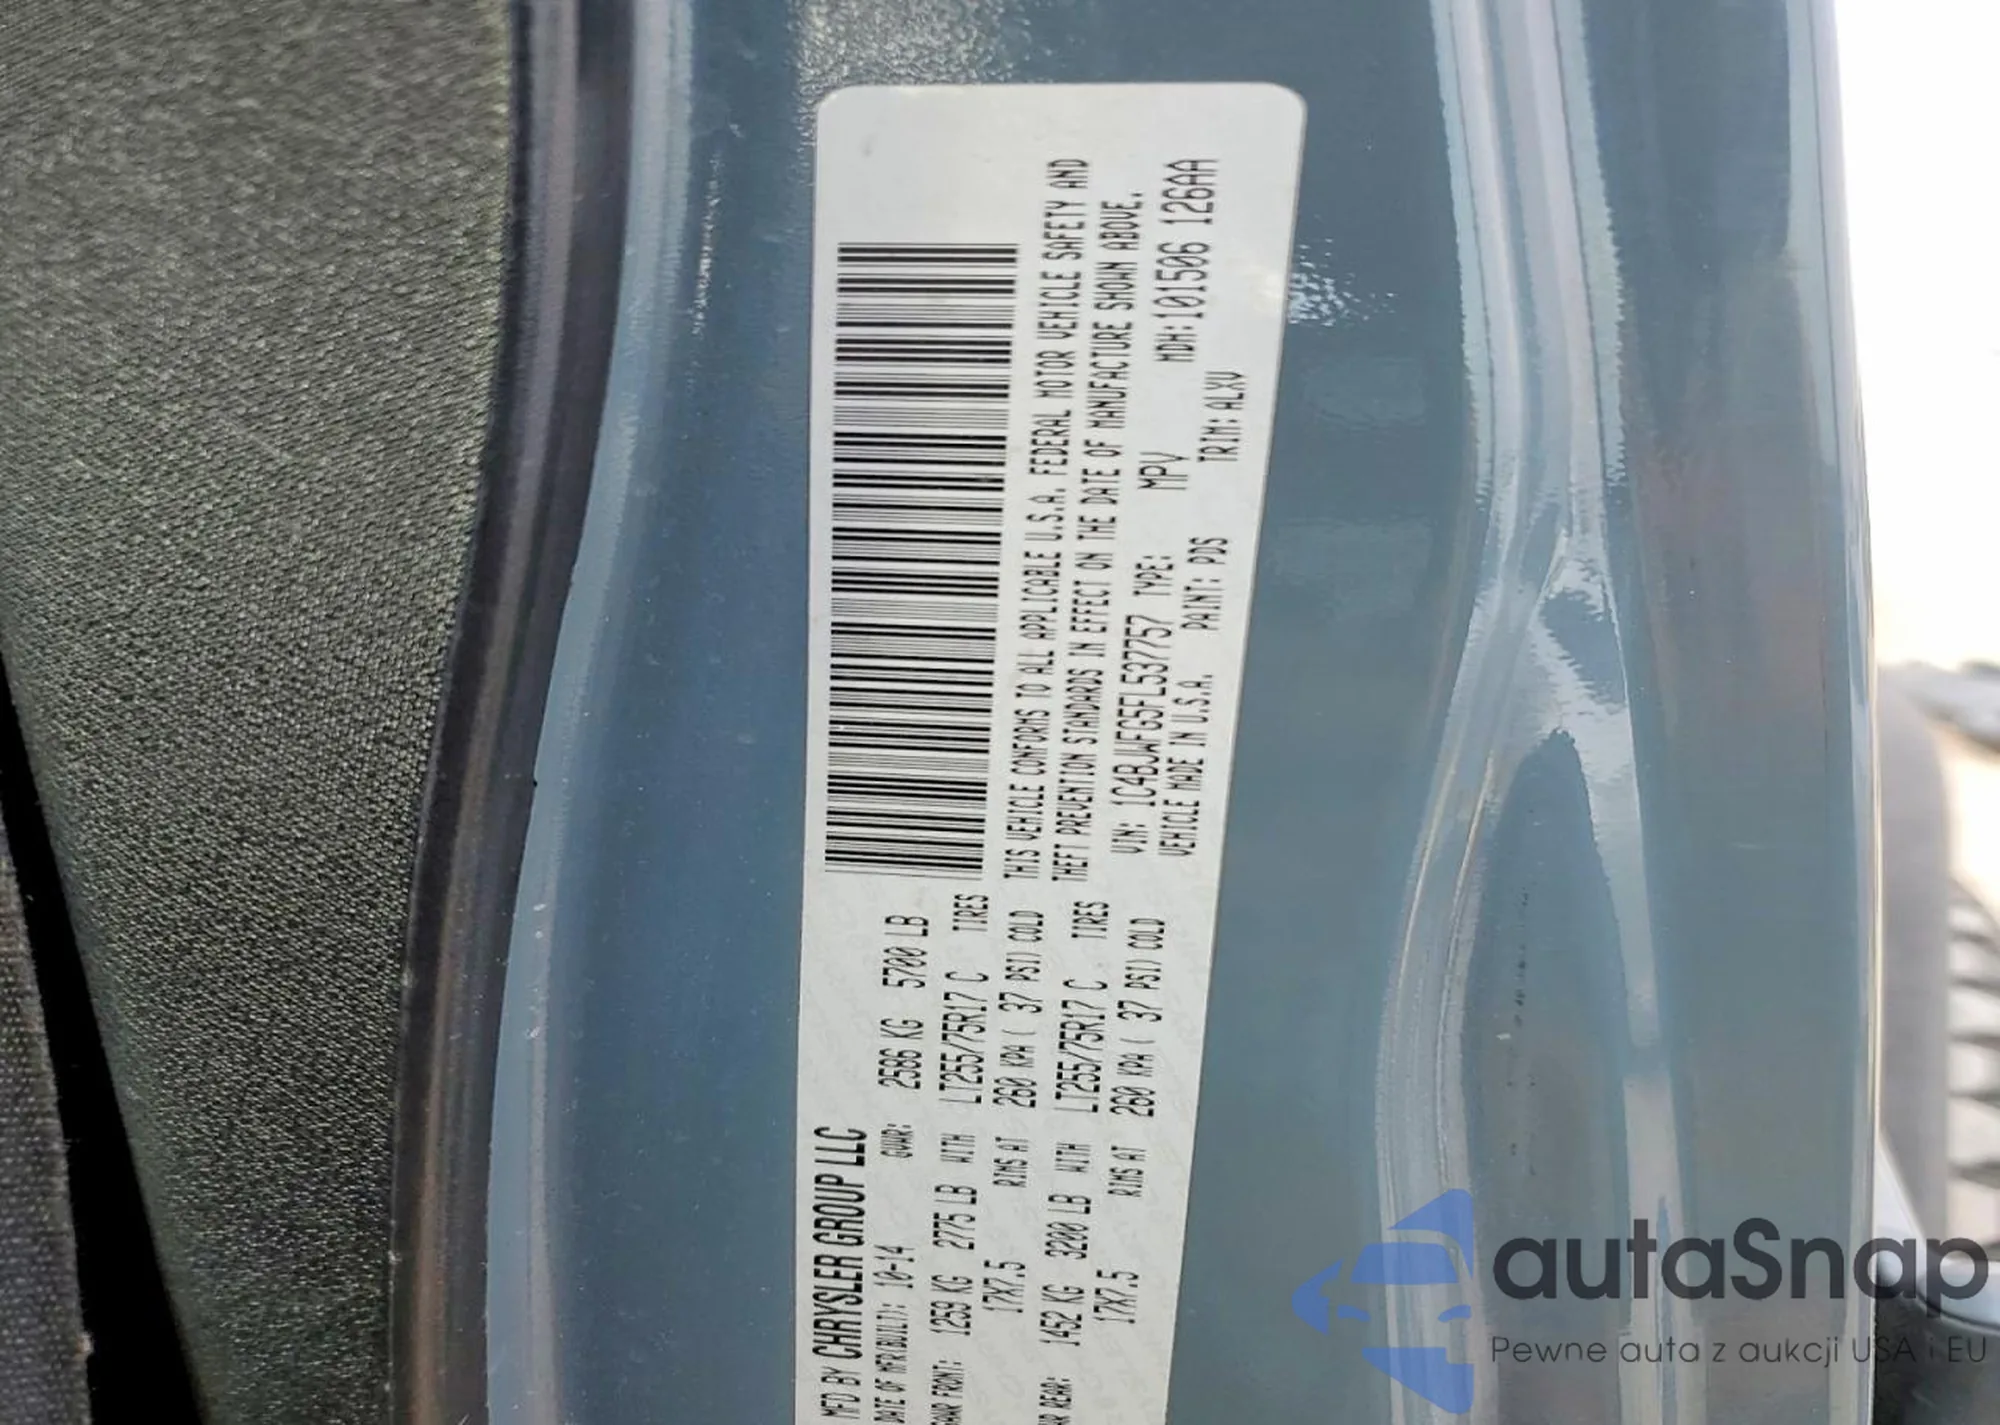 MFD BY CHRYSLER GROUP LLC
DATE OF MFR(BUILT): 10-14 GVWR: 2586 KG 5700 LB
GAWR FRONT: 1259 KG 2775 LB WITH LT255/75R17 C TIRES
17X7.5 RIMS AT 260 KPA ( 37 PSI) COLD
REAR: 1452 KG 3200 LB WITH LT255/75R17 C TIRES
17X7.5 RIMS AT 260 KPA ( 37 PSI) COLD
THIS VEHICLE CONFORMS TO ALL APPLICABLE U.S.A. FEDERAL MOTOR VEHICLE SAFETY AND
THEFT PREVENTION STANDARDS IN EFFECT ON THE DATE OF MANUFACTURE SHOWN ABOVE.
VIN: 1C4BJWFG5FL537757 TYPE: MPV MDH: 101506 126AA
VEHICLE MADE IN U.S.A. PAINT: PDS TRIM: ALXV
autaSnap
Pewne auta z aukcji USA i EU